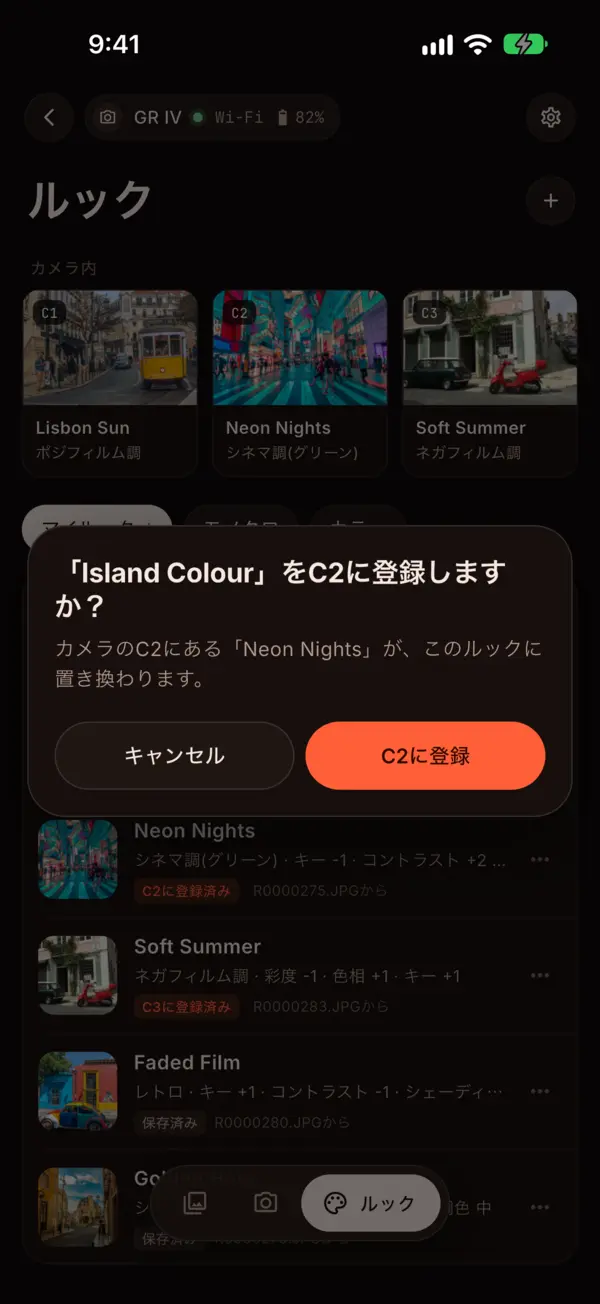 9:41
GR IV Wi-Fi 82%
ルック
カメラ内
C1
C2
C3
Lisbon Sun
ポジフィルム調
Neon Nights
シネマ調(グリーン)
Soft Summer
ネガフィルム調
「Island Colour」をC2に登録します
か？
カメラのC2にある「Neon Nights」が、このルックに
置き換わります。
キャンセル
C2に登録
Neon Nights
シネマ調(グリーン) · キー -1 · コントラスト +2 ...
C2に登録済み R0000275.JPGから
Soft Summer
ネガフィルム調 · 彩度 -1 · 色相 +1 · キー +1
C3に登録済み R0000283.JPGから
Faded Film
レトロ · キー +1 · コントラスト -1 · シェーディ…
保存済み R0000280.JPGから
ルック
色 中
保存済み